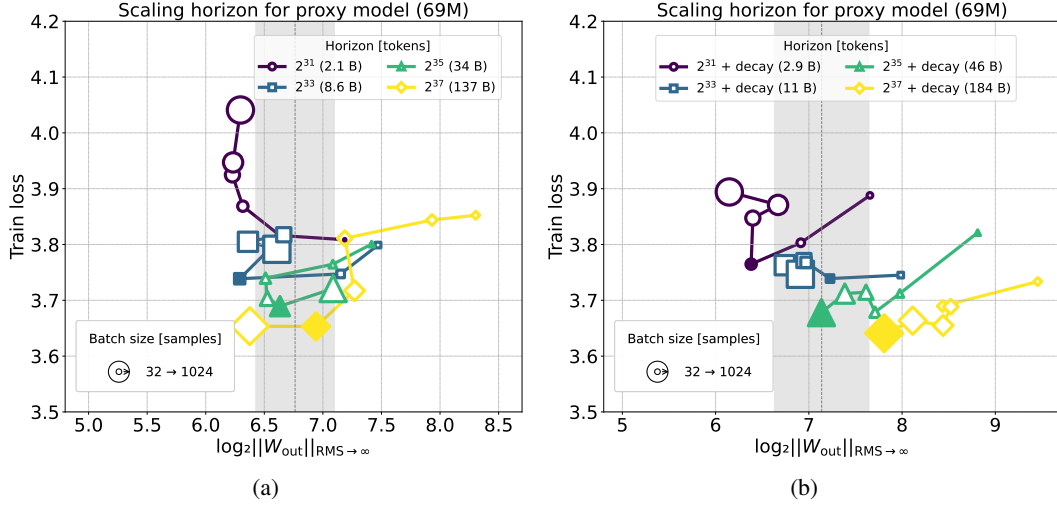 Scaling horizon for proxy model (69M)
Horizon [tokens]
2³¹ (2.1 B)
2³³ (8.6 B)
2³⁵ (34 B)
2³⁷ (137 B)
Batch size [samples]
32 → 1024
Train loss
4.2
4.1
4.0
3.9
3.8
3.7
3.6
3.5
5.0 5.5 6.0 6.5 7.0 7.5 8.0 8.5
log₂||W_out||_RMS→∞
(a)
Scaling horizon for proxy model (69M)
Horizon [tokens]
2³¹ + decay (2.9 B)
2³³ + decay (11 B)
2³⁵ + decay (46 B)
2³⁷ + decay (184 B)
Batch size [samples]
32 → 1024
Train loss
4.2
4.1
4.0
3.9
3.8
3.7
3.6
3.5
5 6 7 8 9
log₂||W_out||_RMS→∞
(b)